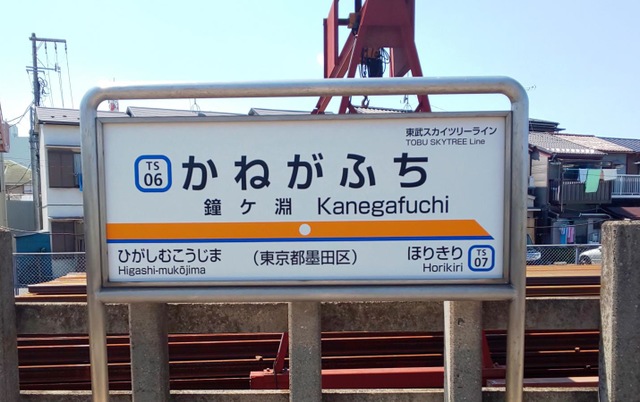 東武スカイツリーライン
TOBU SKYTREE Line
TS
06
かねがふち
鐘ヶ淵 Kanegafuchi
ひがしむこうじま
Higashi-mukōjima
(東京都墨田区)
ほりきり
Horikiri
TS
07